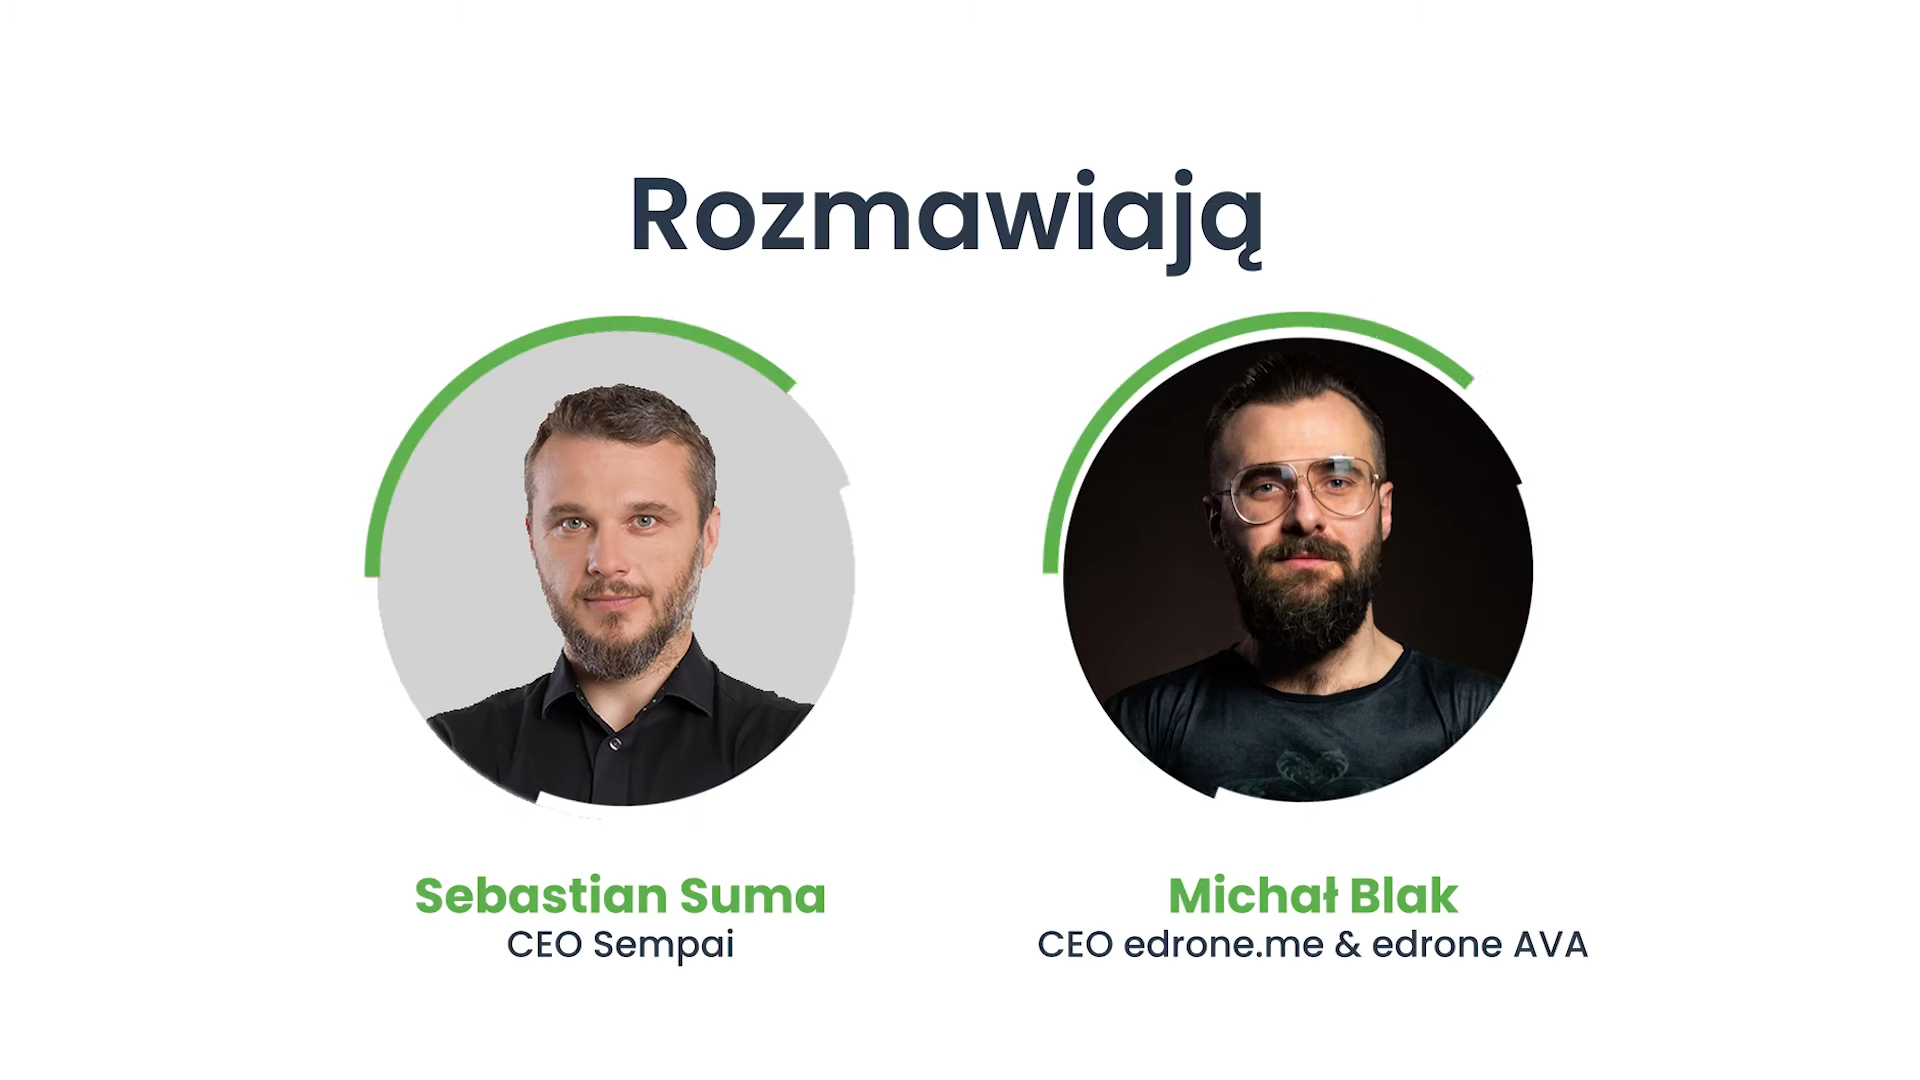 Rozmawiają
Sebastian Suma
CEO Sempai
Michał Blak
CEO edrone.me & edrone AVA